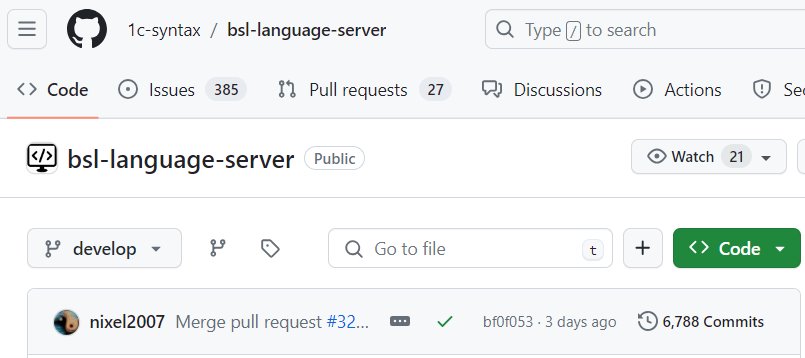 1c-syntax / bsl-language-server Type / to search
<> Code Issues 385 Pull requests 27 Discussions Actions
bsl-language-server Public Watch 21
develop Go to file t + <> Code
nixel2007 Merge pull request #32... ... bf0f053 · 3 days ago 6,788 Commits